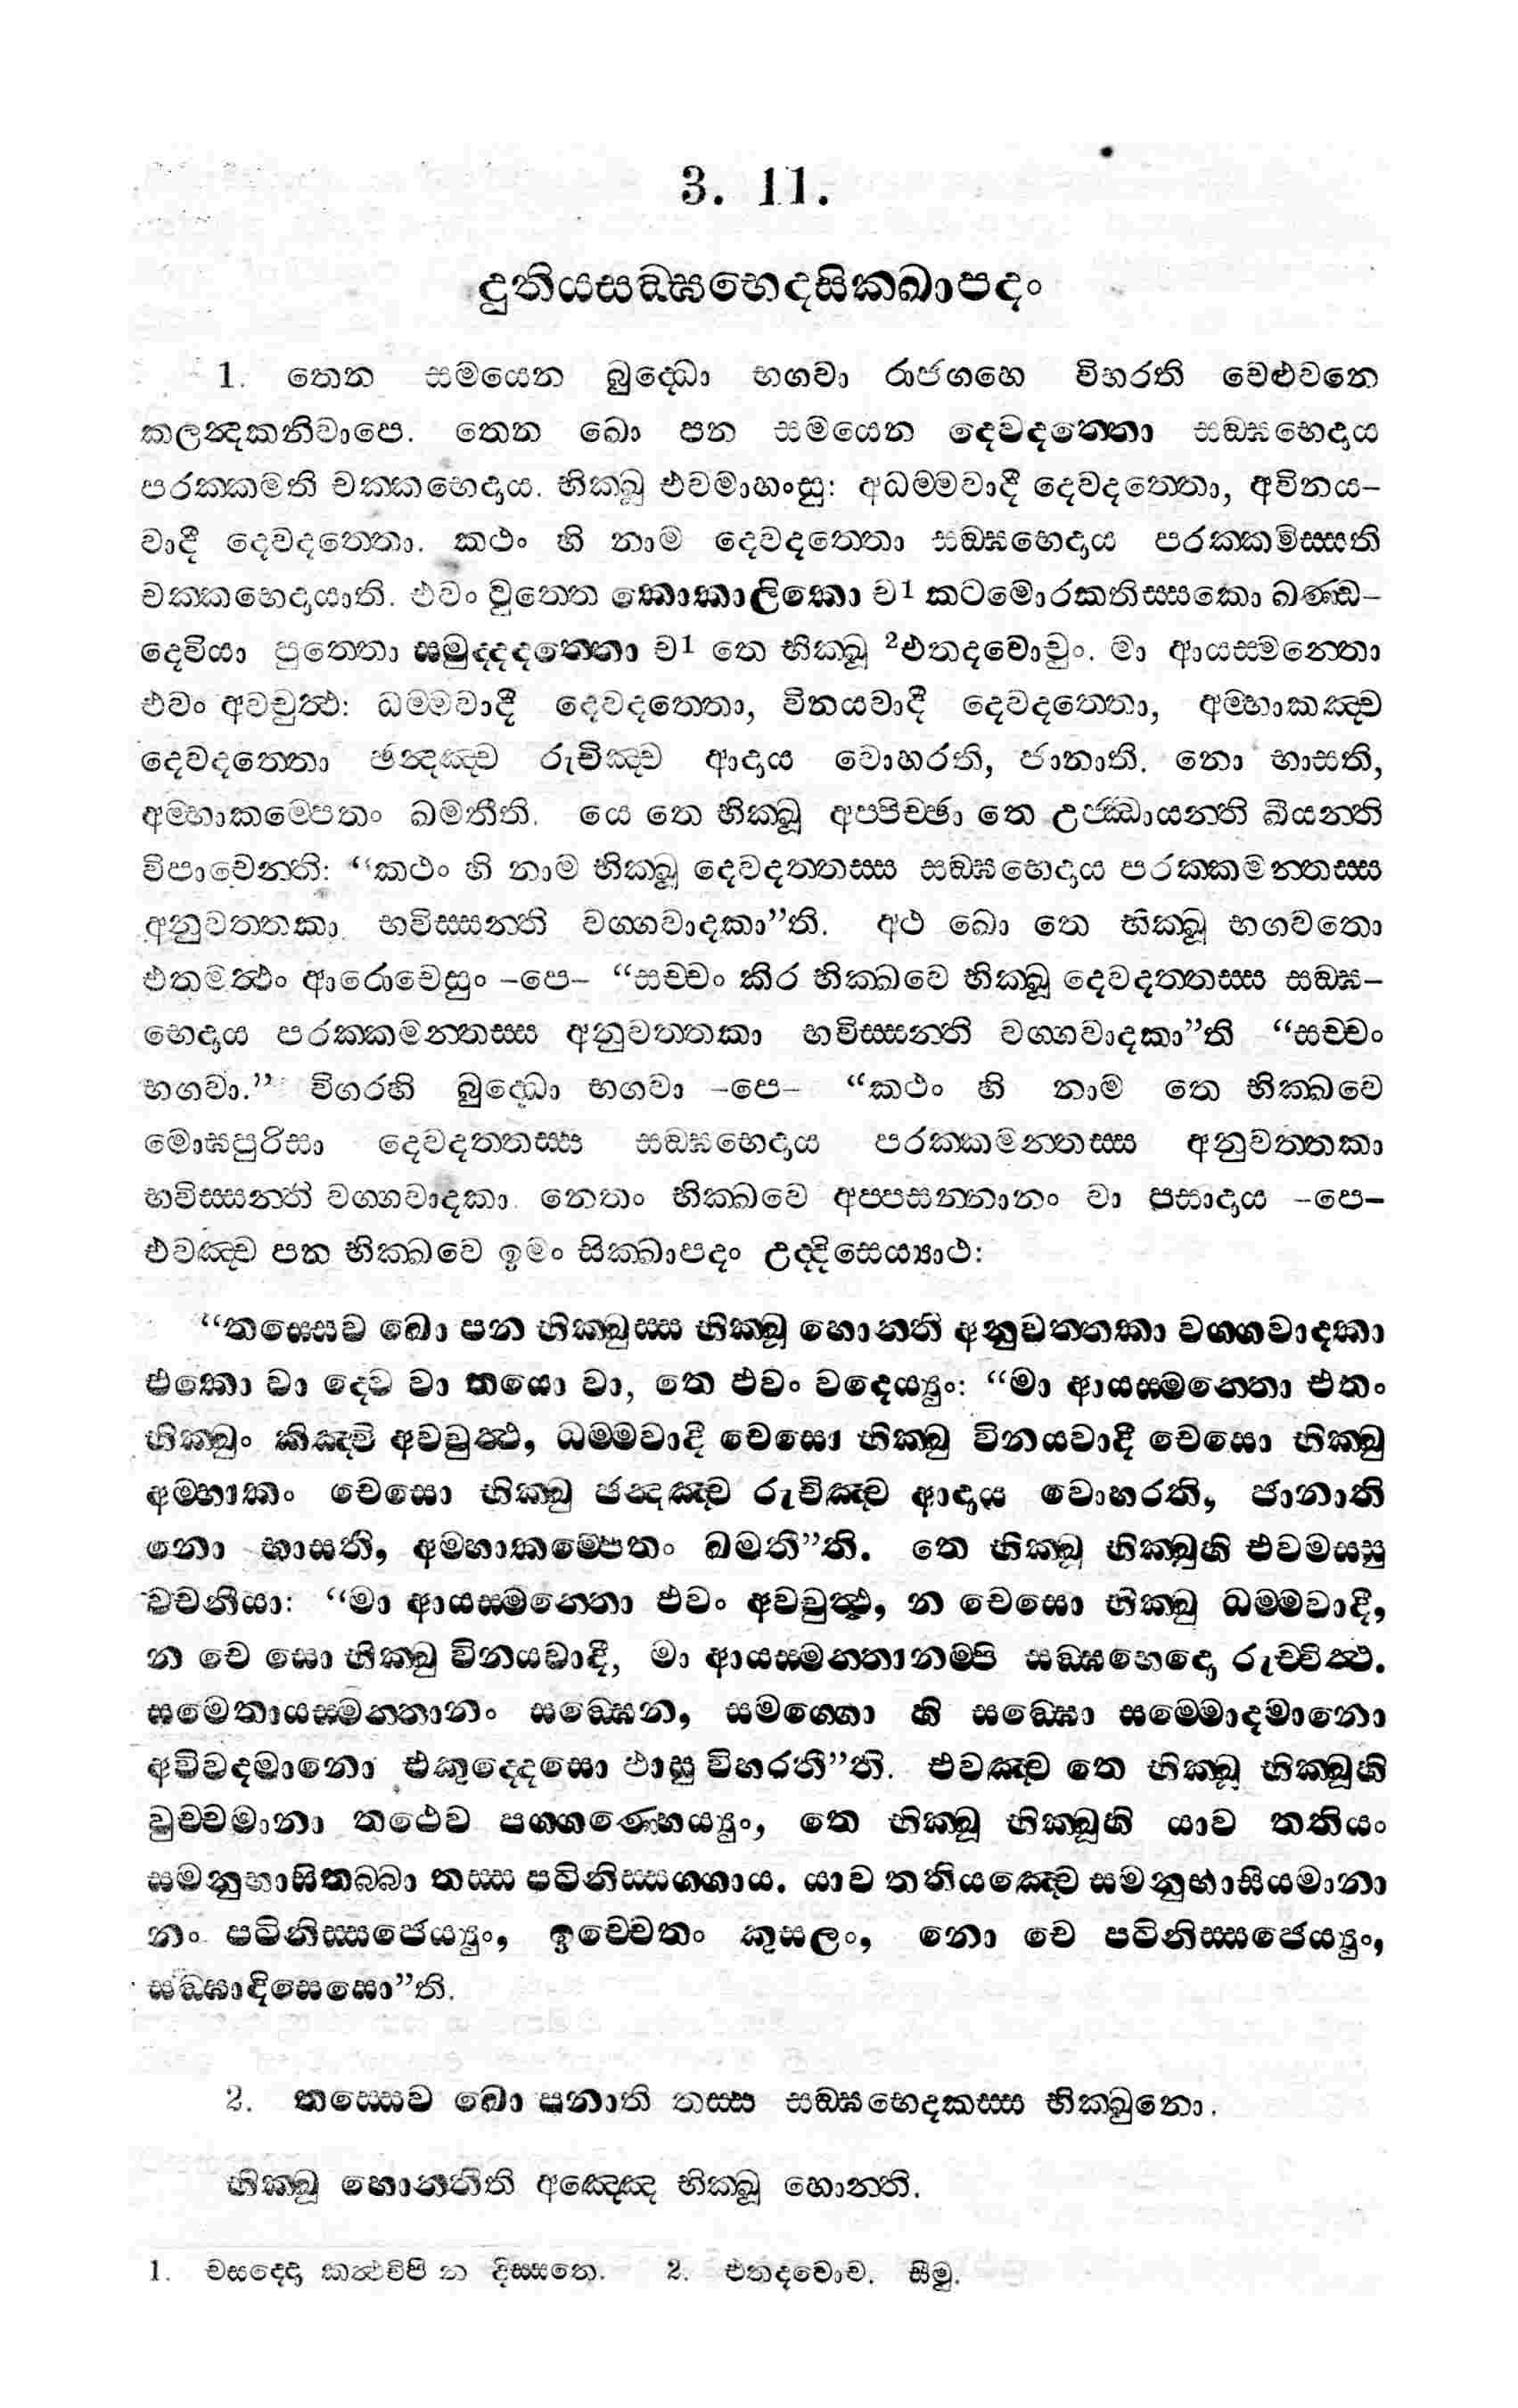 3. 11.
දුතියසඞ්ඝභෙදසික්ඛාපදං
1. තෙන සමයෙන බුද්ධො භගවා රාජගහෙ විහරති වෙළුවනෙ
කලන්දකනිවාපෙ. තෙන ඛො පන සමයෙන දෙවදත්තො සඞ්ඝභෙදාය
පරක්කමති චක්කභෙදාය. භික්ඛූ එවමාහංසු: අධම්මවාදී දෙවදත්තො, අවිනය-
වාදී දෙවදත්තො. කථං හි නාම දෙවදත්තො සඞ්ඝභෙදාය පරක්කමිස්සති
චක්කභෙදායාති. එවං වුත්තෙ කොකාලිකො ච1 කටමොරකතිස්සකො ඛණ්ඩ-
දෙවියා පුත්තො සමුද්දදත්තො ච1 තෙ භික්ඛූ 2එතදවොචුං. මා ආයස්මන්තො
එවං අවචුත්ථ: ධම්මවාදී දෙවදත්තො, විනයවාදී දෙවදත්තො, අම්හාකඤ්ච
දෙවදත්තො ඡන්දඤ්ච රුචිඤ්ච ආදාය වොහරති, ජානාති. නො භාසති,
අම්හාකම්පෙතං ඛමතීති. යෙ තෙ භික්ඛූ අප්පිච්ඡා තෙ උජ්ඣායන්ති ඛීයන්ති
විපාචෙන්ති: “කථං හි නාම භික්ඛූ දෙවදත්තස්ස සඞ්ඝභෙදාය පරක්කමන්තස්ස
අනුවත්තකා භවිස්සන්ති වග්ගවාදකා”ති. අථ ඛො තෙ භික්ඛූ භගවතො
එතමත්ථං ආරොචෙසුං -පෙ- “සච්චං කිර භික්ඛවෙ භික්ඛූ දෙවදත්තස්ස සඞ්ඝ-
භෙදාය පරක්කමන්තස්ස අනුවත්තකා භවිස්සන්ති වග්ගවාදකා”ති “සච්චං
භගවා.” විගරහි බුද්ධො භගවා -පෙ- “කථං හි නාම තෙ භික්ඛවෙ
මොඝපුරිසා දෙවදත්තස්ස සඞ්ඝභෙදාය පරක්කමන්තස්ස අනුවත්තකා
භවිස්සන්ති වග්ගවාදකා. නෙතං භික්ඛවෙ අප්පසන්නානං වා පසාදාය -පෙ-
එවඤ්ච පන භික්ඛවෙ ඉමං සික්ඛාපදං උද්දිසෙය්‍යාථ:
“තස්සෙව ඛො පන භික්ඛුස්ස භික්ඛූ හොන්ති අනුවත්තකා වග්ගවාදකා
එකො වා ද්වෙ වා තයො වා, තෙ එවං වදෙය්‍යුං: “මා ආයස්මන්තො එතං
භික්ඛුං කිඤ්චි අවචුත්ථ, ධම්මවාදී චෙසො භික්ඛු විනයවාදී චෙසො භික්ඛු
අම්හාකං චෙසො භික්ඛු ඡන්දඤ්ච රුචිඤ්ච ආදාය වොහරති, ජානාති
නො භාසති, අම්හාකම්පෙතං ඛමතී”ති. තෙ භික්ඛූ භික්ඛුහි එවමස්සු
වචනීයා: “මා ආයස්මන්තො එවං අවචුත්ථ, න චෙසො භික්ඛු ධම්මවාදී,
න චෙ සො භික්ඛු විනයවාදී, මා ආයස්මන්තානම්පි සඞ්ඝභෙදො රුච්චිත්ථ.
සමෙතායස්මන්තානං සඞ්ඝෙන, සමග්ගො හි සඞ්ඝො සම්මොදමානො
අවිවදමානො එකුද්දෙසො ඵාසු විහරතී”ති. එවඤ්ච තෙ භික්ඛූ භික්ඛූහි
වුච්චමානා තථෙව පග්ගණ්හෙය්‍යුං, තෙ භික්ඛූ භික්ඛූහි යාව තතියං
සමනුභාසිතබ්බා තස්ස පටිනිස්සග්ගාය. යාව තතියඤ්චෙ සමනුභාසියමානා
තං පටිනිස්සජෙය්‍යුං, ඉච්චෙතං කුසලං, නො චෙ පටිනිස්සජෙය්‍යුං,
සඞ්ඝාදිසෙසො”ති.
2. තස්සෙව ඛො පනාති තස්ස සඞ්ඝභෙදකස්ස භික්ඛුනො.
භික්ඛූ හොන්තීති අඤ්ඤෙ භික්ඛූ හොන්ති.
1. චසද්දො කත්ථචිපි න දිස්සතෙ. 2. එතදවොච. සීමු.